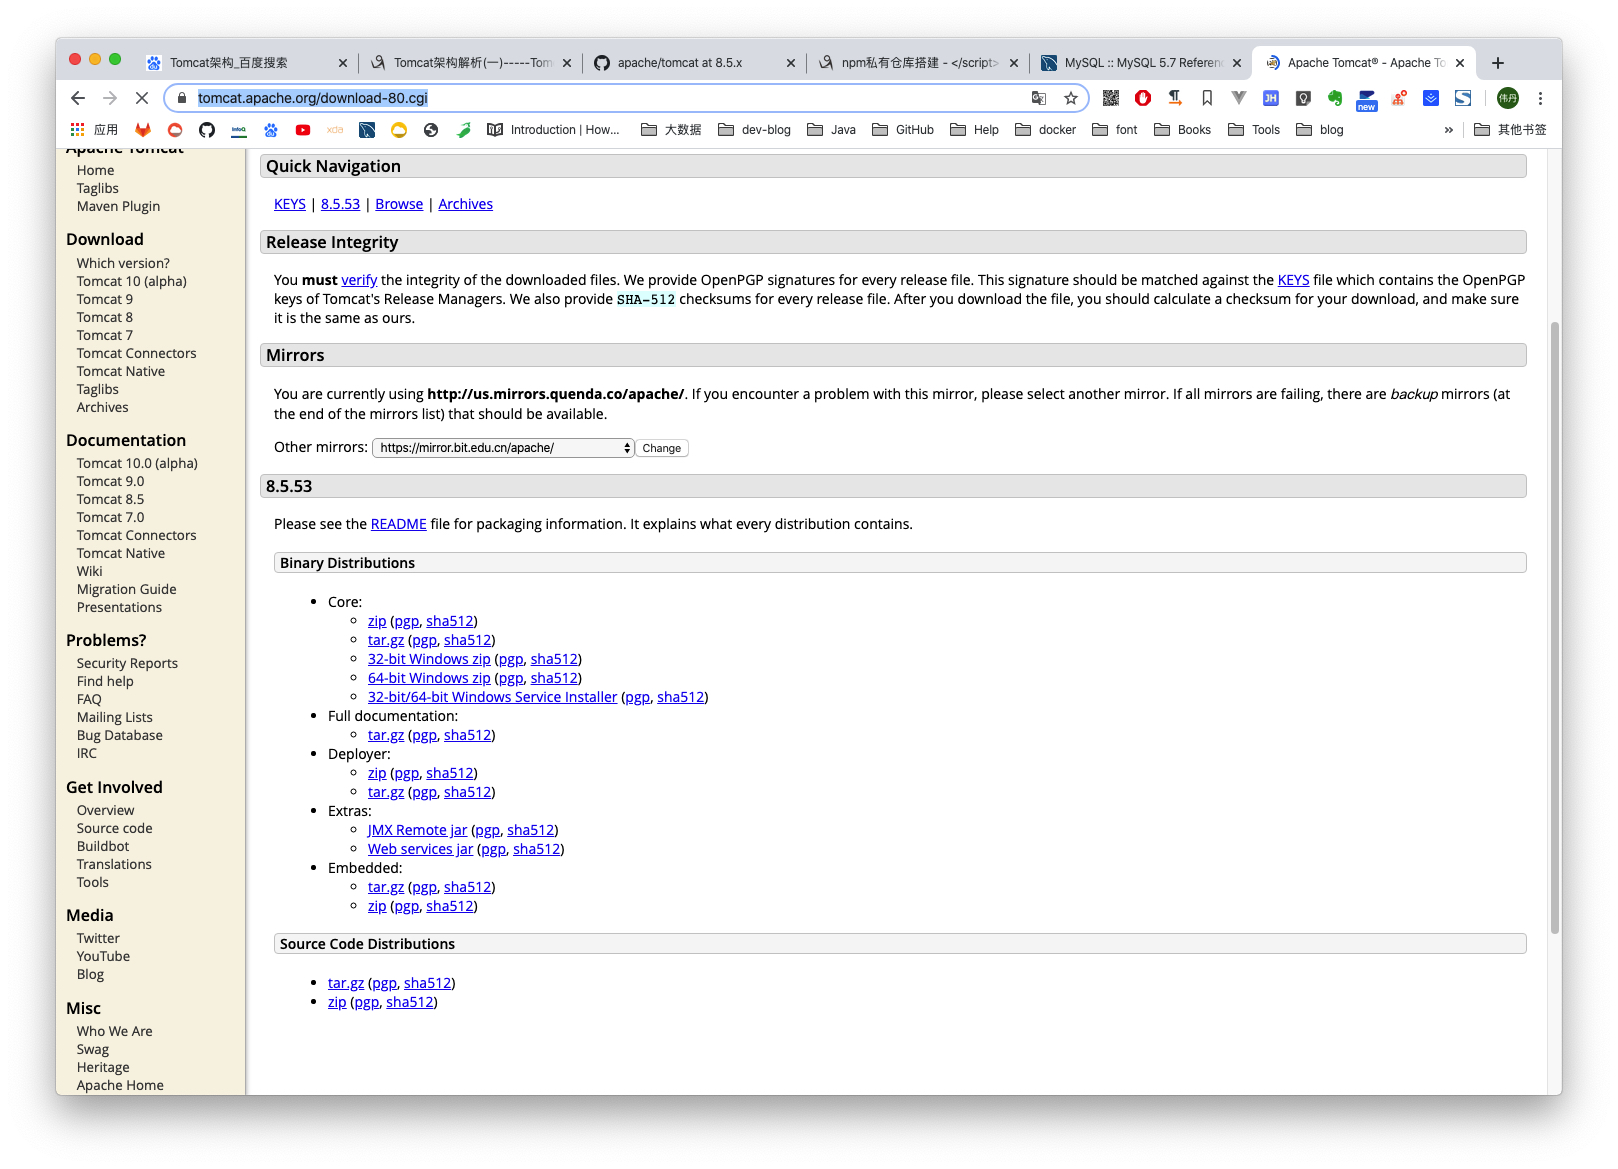 Tomcat架构_百度搜索
Tomcat架构解析(一)-----Tom
apache/tomcat at 8.5.x
npm私有仓库搭建 - </script>
MySQL :: MySQL 5.7 Referen
Apache Tomcat® - Apache To
tomcat.apache.org/download-80.cgi
JH
new
伟丹
应用
InfoQ
xda
Introduction | How...
大数据
dev-blog
Java
GitHub
Help
docker
font
Books
Tools
blog
»
其他书签
Apache Tomcat
Home
Taglibs
Maven Plugin
Download
Which version?
Tomcat 10 (alpha)
Tomcat 9
Tomcat 8
Tomcat 7
Tomcat Connectors
Tomcat Native
Taglibs
Archives
Documentation
Tomcat 10.0 (alpha)
Tomcat 9.0
Tomcat 8.5
Tomcat 7.0
Tomcat Connectors
Tomcat Native
Wiki
Migration Guide
Presentations
Problems?
Security Reports
Find help
FAQ
Mailing Lists
Bug Database
IRC
Get Involved
Overview
Source code
Buildbot
Translations
Tools
Media
Twitter
YouTube
Blog
Misc
Who We Are
Swag
Heritage
Apache Home
Quick Navigation
KEYS | 8.5.53 | Browse | Archives
Release Integrity
You must verify the integrity of the downloaded files. We provide OpenPGP signatures for every release file. This signature should be matched against the KEYS file which contains the OpenPGP
keys of Tomcat's Release Managers. We also provide SHA-512 checksums for every release file. After you download the file, you should calculate a checksum for your download, and make sure
it is the same as ours.
Mirrors
You are currently using http://us.mirrors.quenda.co/apache/. If you encounter a problem with this mirror, please select another mirror. If all mirrors are failing, there are backup mirrors (at
the end of the mirrors list) that should be available.
Other mirrors: https://mirror.bit.edu.cn/apache/ Change
8.5.53
Please see the README file for packaging information. It explains what every distribution contains.
Binary Distributions
Core:
zip (pgp, sha512)
tar.gz (pgp, sha512)
32-bit Windows zip (pgp, sha512)
64-bit Windows zip (pgp, sha512)
32-bit/64-bit Windows Service Installer (pgp, sha512)
Full documentation:
tar.gz (pgp, sha512)
Deployer:
zip (pgp, sha512)
tar.gz (pgp, sha512)
Extras:
JMX Remote jar (pgp, sha512)
Web services jar (pgp, sha512)
Embedded:
tar.gz (pgp, sha512)
zip (pgp, sha512)
Source Code Distributions
tar.gz (pgp, sha512)
zip (pgp, sha512)